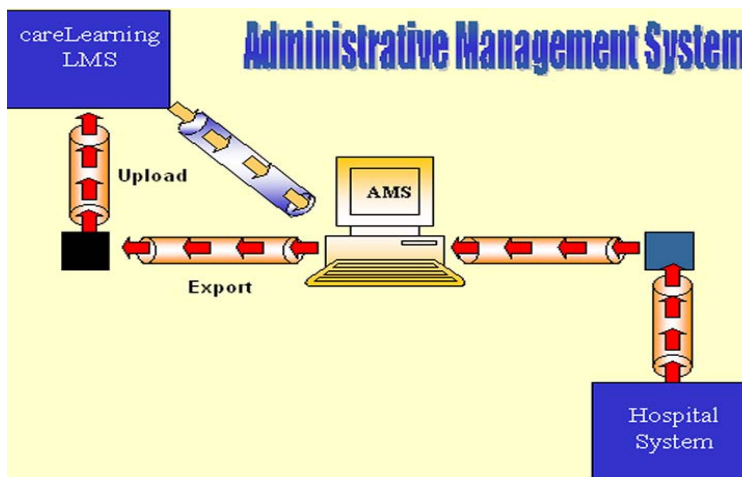 careLearning
LMS
Administrative Management System
Upload
AMS
Export
Hospital
System